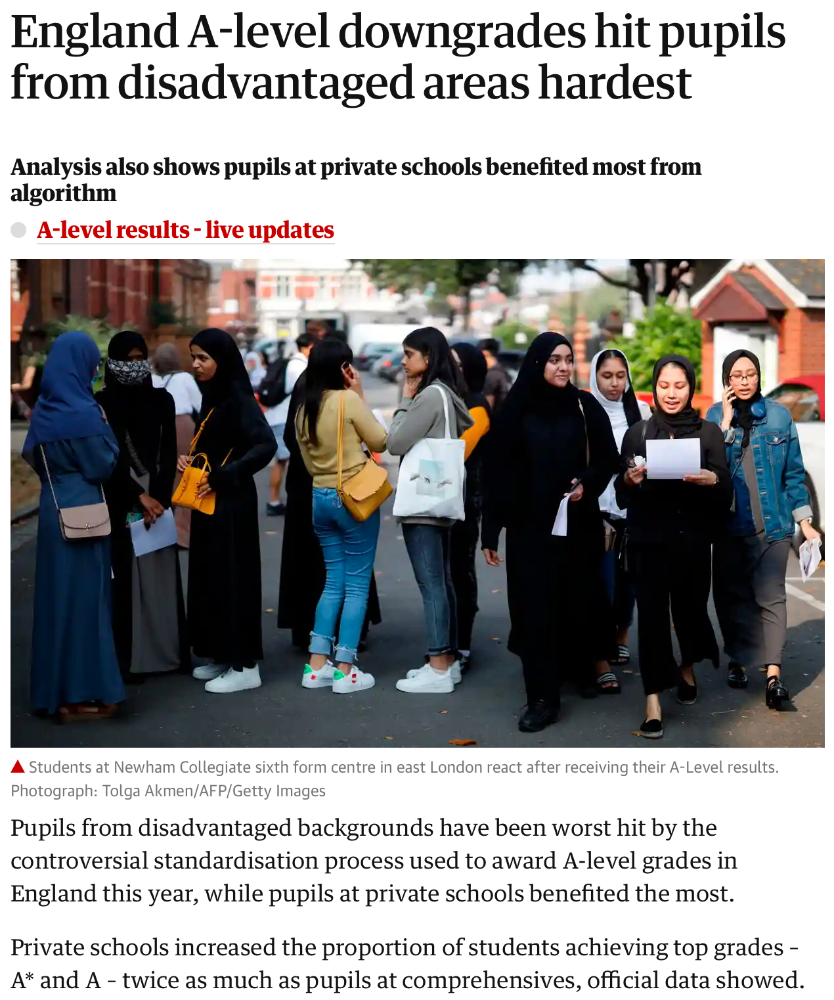 England A-level downgrades hit pupils
from disadvantaged areas hardest
Analysis also shows pupils at private schools benefited most from
algorithm
A-level results - live updates
Students at Newham Collegiate sixth form centre in east London react after receiving their A-Level results.
Photograph: Tolga Akmen/AFP/Getty Images
Pupils from disadvantaged backgrounds have been worst hit by the
controversial standardisation process used to award A-level grades in
England this year, while pupils at private schools benefited the most.
Private schools increased the proportion of students achieving top grades –
A* and A – twice as much as pupils at comprehensives, official data showed.